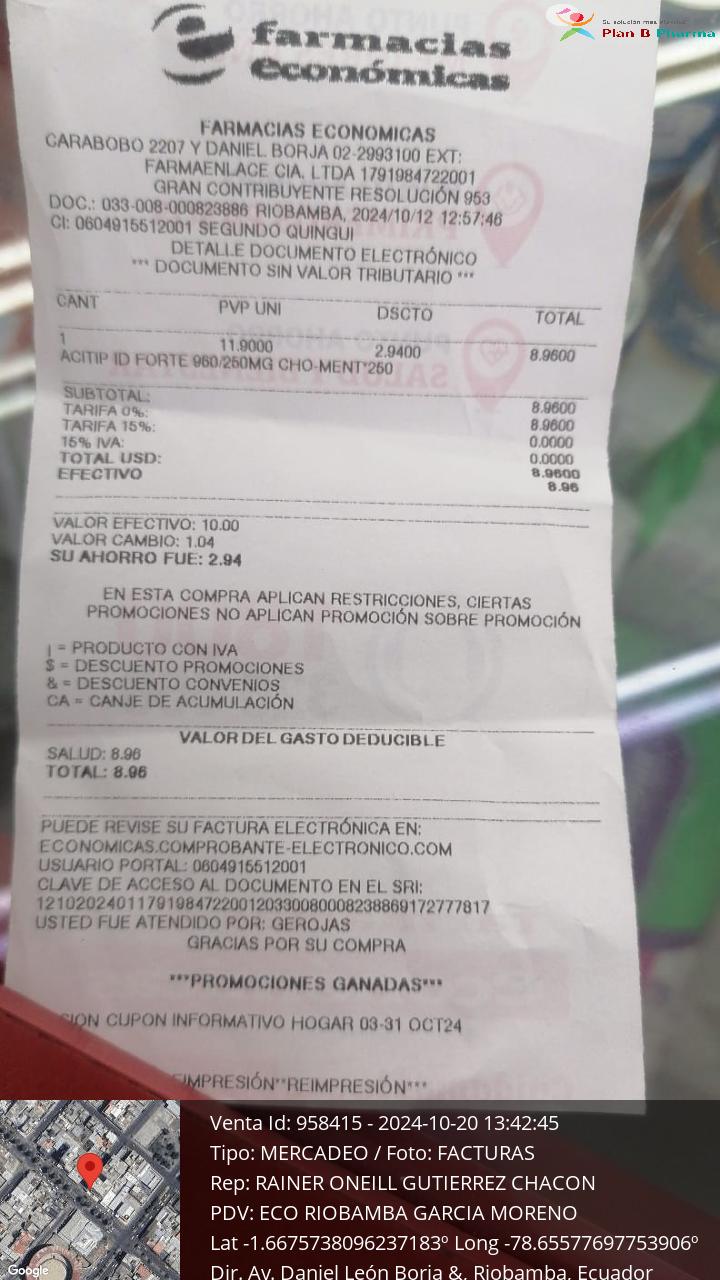 Su solución más efectiva
Plan B Pharma
farmacias
económicas
FARMACIAS ECONOMICAS
CARABOBO 2207 Y DANIEL BORJA 02-2993100 EXT:
FARMAENLACE CIA. LTDA 1791984722001
GRAN CONTRIBUYENTE RESOLUCIÓN 953
DOC.: 033-008-000823886 RIOBAMBA, 2024/10/12 12:57:46
CI: 0604915512001 SEGUNDO QUINGUI
DETALLE DOCUMENTO ELECTRÓNICO
*** DOCUMENTO SIN VALOR TRIBUTARIO ***
CANT PVP UNI DSCTO TOTAL
1 11.9000 2.9400 8.9600
ACITIP ID FORTE 960/250MG CHO-MENT*250
SUBTOTAL: 8.9600
TARIFA 0%: 8.9600
TARIFA 15%: 0.0000
15% IVA: 0.0000
TOTAL USD: 8.9600
EFECTIVO 8.96
VALOR EFECTIVO: 10.00
VALOR CAMBIO: 1.04
SU AHORRO FUE: 2.94
EN ESTA COMPRA APLICAN RESTRICCIONES, CIERTAS
PROMOCIONES NO APLICAN PROMOCIÓN SOBRE PROMOCIÓN
| = PRODUCTO CON IVA
$ = DESCUENTO PROMOCIONES
& = DESCUENTO CONVENIOS
CA = CANJE DE ACUMULACIÓN
VALOR DEL GASTO DEDUCIBLE
SALUD: 8.96
TOTAL: 8.96
PUEDE REVISE SU FACTURA ELECTRÓNICA EN:
ECONOMICAS.COMPROBANTE-ELECTRONICO.COM
USUARIO PORTAL: 0604915512001
CLAVE DE ACCESO AL DOCUMENTO EN EL SRI:
1210202401179198472200120330080008238869172777817
USTED FUE ATENDIDO POR: GEROJAS
GRACIAS POR SU COMPRA
***PROMOCIONES GANADAS***
SION CUPON INFORMATIVO HOGAR 03-31 OCT24
EIMPRESIÓN**REIMPRESIÓN***
Venta Id: 958415 - 2024-10-20 13:42:45
Tipo: MERCADEO / Foto: FACTURAS
Rep: RAINER ONEILL GUTIERREZ CHACON
PDV: ECO RIOBAMBA GARCIA MORENO
Lat -1.6675738096237183º Long -78.65577697753906º
Dir. Av. Daniel León Borja &, Riobamba, Ecuador
Google